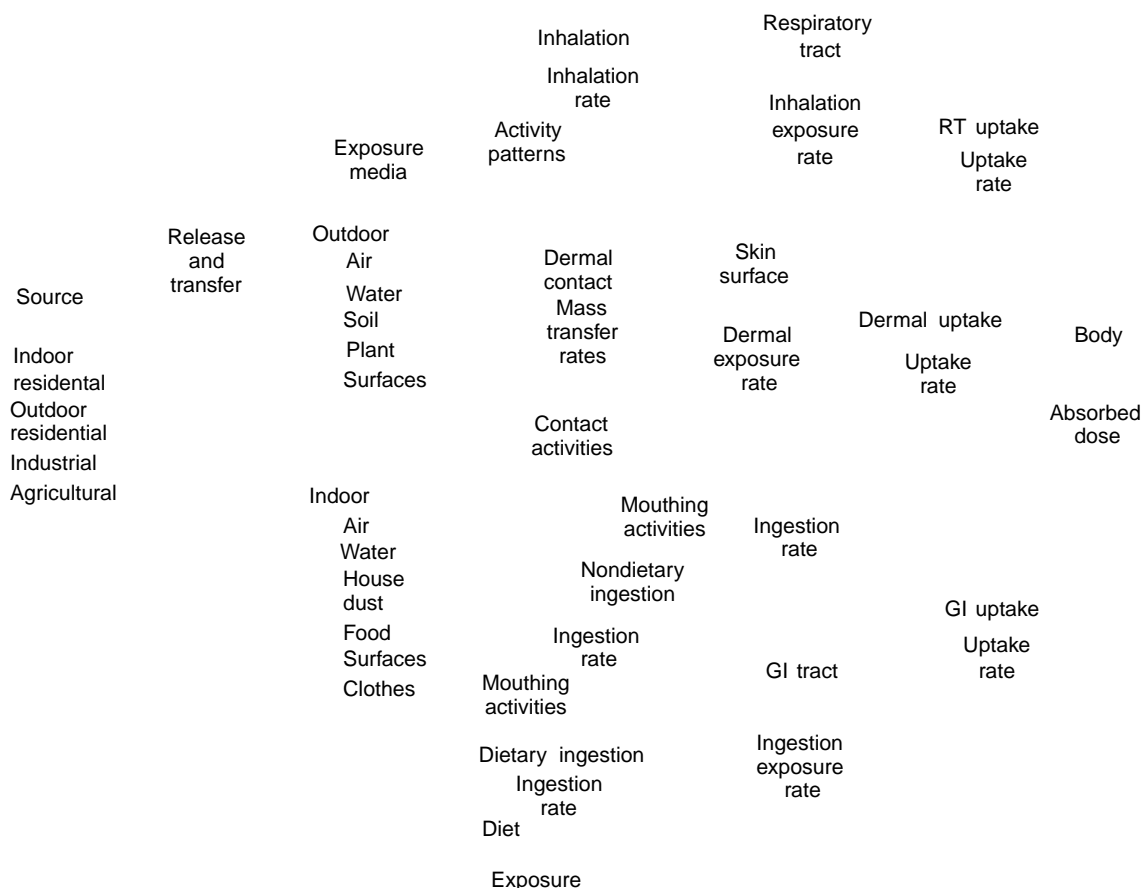 Source
Indoor
residental
Outdoor
residential
Industrial
Agricultural
Release
and
transfer
Exposure
media
Outdoor
Air
Water
Soil
Plant
Surfaces
Indoor
Air
Water
House
dust
Food
Surfaces
Clothes
Inhalation
Inhalation
rate
Activity
patterns
Dermal
contact
Mass
transfer
rates
Contact
activities
Mouthing
activities
Nondietary
ingestion
Ingestion
rate
Mouthing
activities
Dietary ingestion
Ingestion
rate
Diet
Exposure
Respiratory
tract
Inhalation
exposure
rate
Skin
surface
Dermal
exposure
rate
Ingestion
rate
GI tract
Ingestion
exposure
rate
RT uptake
Uptake
rate
Dermal uptake
Uptake
rate
GI uptake
Uptake
rate
Body
Absorbed
dose